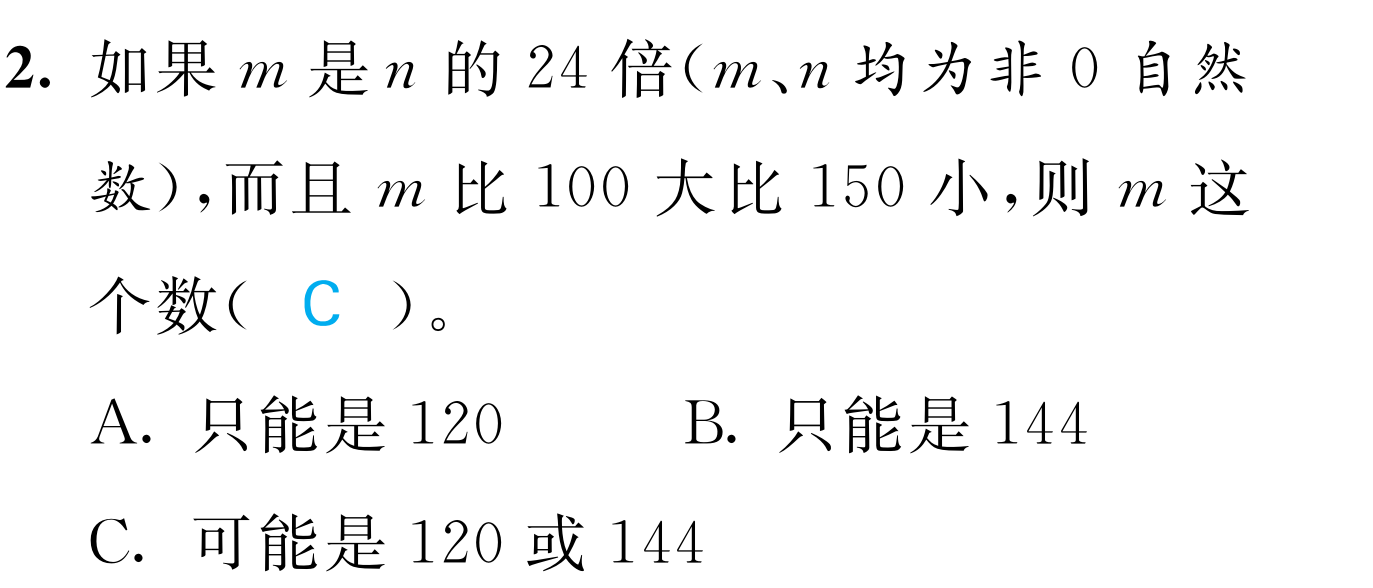 2. 如果 m 是 n 的 24 倍(m、n 均为非 0 自然
数),而且 m 比 100 大比 150 小,则 m 这
个数( C )。
A. 只能是 120 B. 只能是 144
C. 可能是 120 或 144